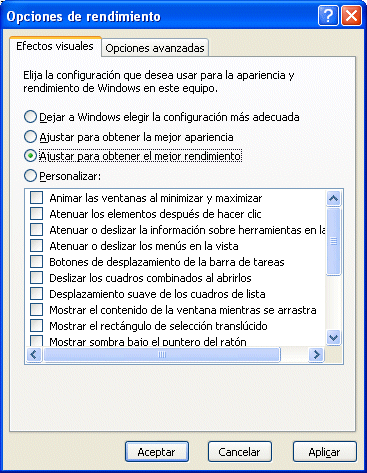 Opciones de rendimiento
Efectos visuales
Opciones avanzadas
Elija la configuración que desea usar para la apariencia y
rendimiento de Windows en este equipo.
Dejar a Windows elegir la configuración más adecuada
Ajustar para obtener la mejor apariencia
Ajustar para obtener el mejor rendimiento
Personalizar:
Animar las ventanas al minimizar y maximizar
Atenuar los elementos después de hacer clic
Atenuar o deslizar la información sobre herramientas en la
Atenuar o deslizar los menús en la vista
Botones de desplazamiento de la barra de tareas
Deslizar los cuadros combinados al abrirlos
Desplazamiento suave de los cuadros de lista
Mostrar el contenido de la ventana mientras se arrastra
Mostrar el rectángulo de selección translúcido
Mostrar sombra bajo el puntero del ratón
Aceptar
Cancelar
Aplicar